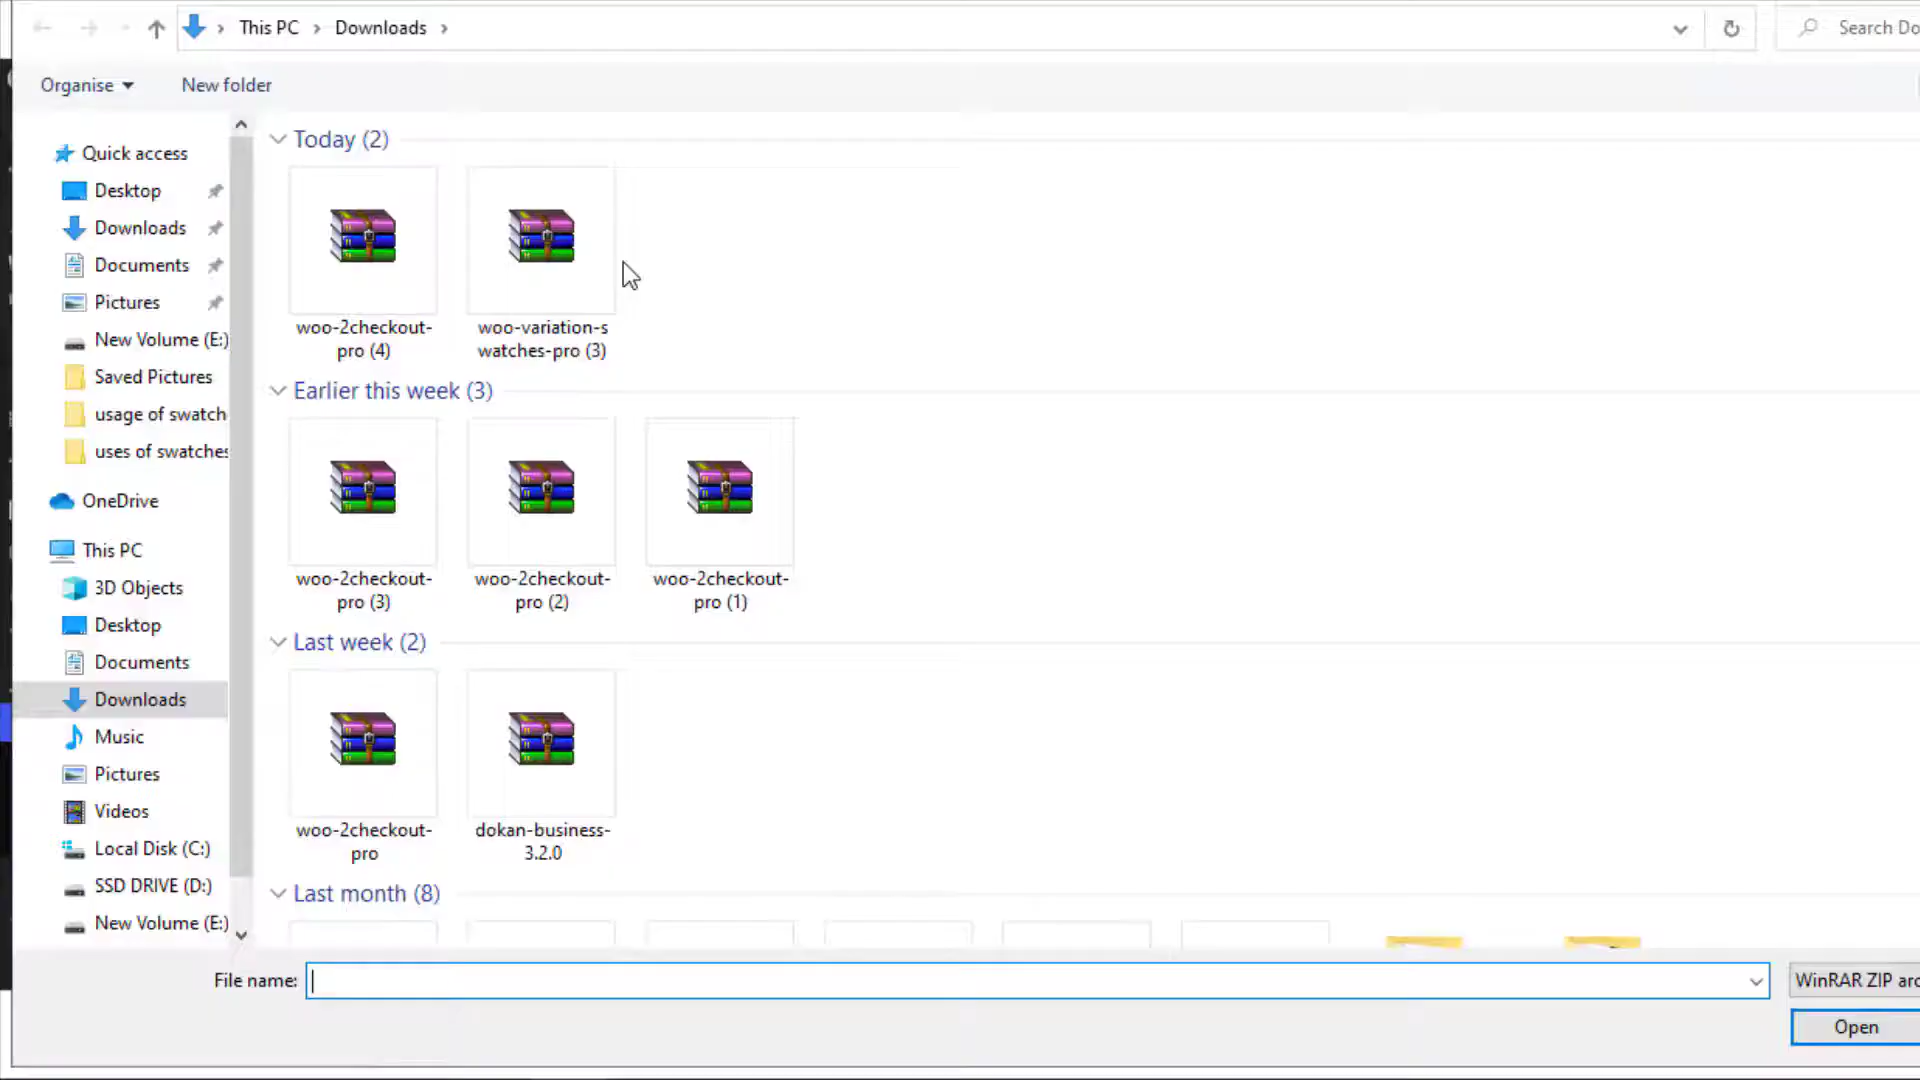 This PC
Downloads
Search Do
Organise
New folder
Quick access
Desktop
Downloads
Documents
Pictures
New Volume (E:)
Saved Pictures
usage of swatch
uses of swatches
OneDrive
This PC
3D Objects
Desktop
Documents
Downloads
Music
Pictures
Videos
Local Disk (C:)
SSD DRIVE (D:)
New Volume (E:)
Today (2)
woo-2checkout-
pro (4)
woo-variation-s
watches-pro (3)
Earlier this week (3)
woo-2checkout-
pro (3)
woo-2checkout-
pro (2)
woo-2checkout-
pro (1)
Last week (2)
woo-2checkout-
pro
dokan-business-
3.2.0
Last month (8)
File name:
WinRAR ZIP arc
Open